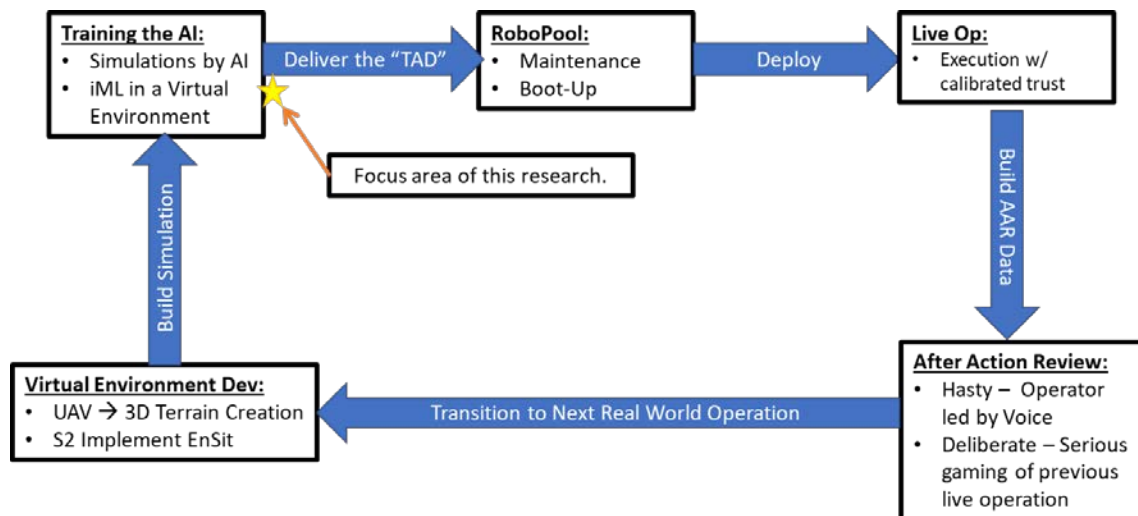 Training the AI:
• Simulations by AI
• iML in a Virtual
Environment
Deliver the “TAD”
RoboPool:
• Maintenance
• Boot-Up
Deploy
Live Op:
• Execution w/
calibrated trust
Focus area of this research.
Build Simulation
Build AAR Data
Virtual Environment Dev:
• UAV → 3D Terrain Creation
• S2 Implement EnSit
Transition to Next Real World Operation
After Action Review:
• Hasty – Operator
led by Voice
• Deliberate – Serious
gaming of previous
live operation